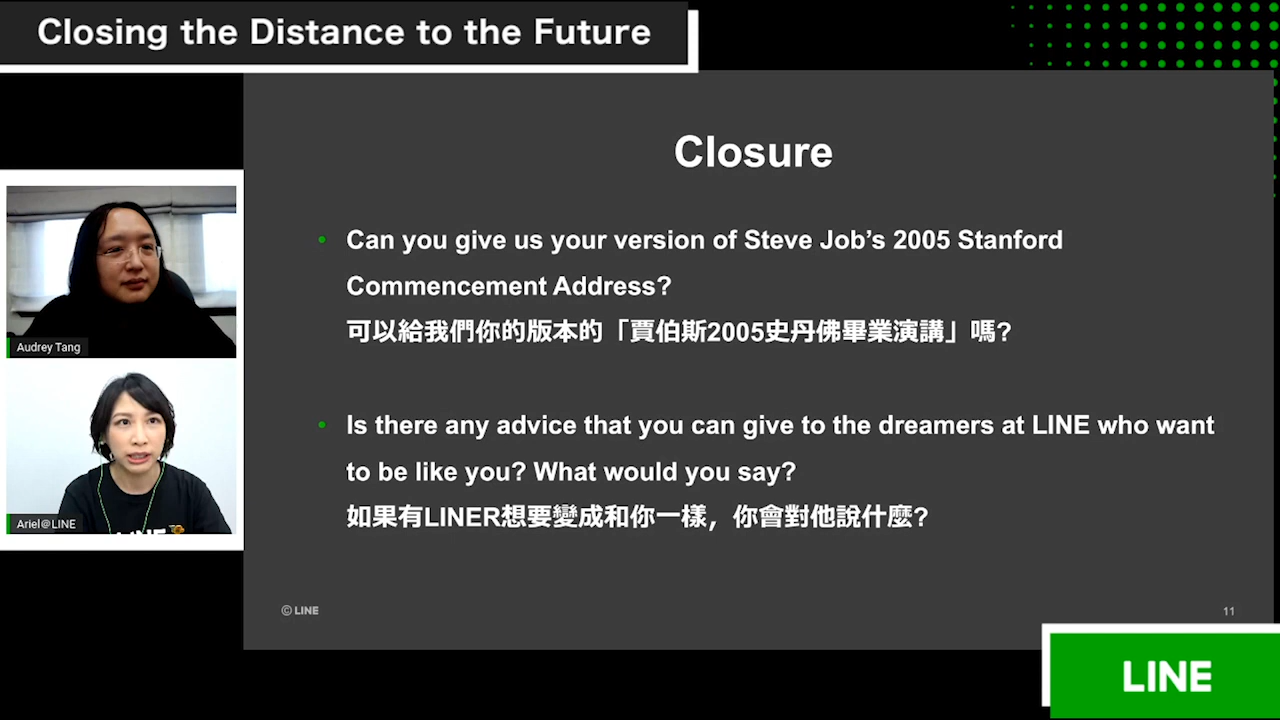 Closing the Distance to the Future
Closure
Can you give us your version of Steve Job’s 2005 Stanford
Commencement Address?
可以給我們你的版本的「賈伯斯2005史丹佛畢業演講」嗎?
Is there any advice that you can give to the dreamers at LINE who want
to be like you? What would you say?
如果有LINER想要變成和你一樣，你會對他說什麼?
Audrey Tang
Ariel@LINE
LINE
© LINE
11
LINE